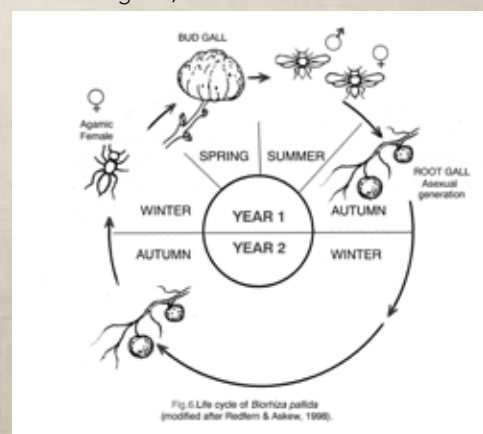 BUD GALL
♂
♀
♀
Agamic
Female
SPRING
SUMMER
ROOT GALL
Asexual
generation
WINTER
YEAR 1
AUTUMN
AUTUMN
YEAR 2
WINTER
Fig.6.Life cycle of Biorhiza pallida
(modified after Redfern & Askew, 1998).